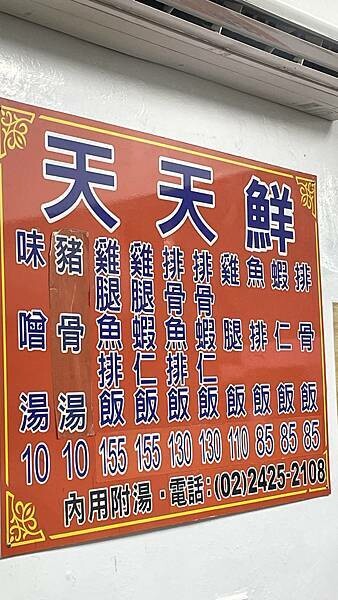 天天鮮
排骨飯 85
蝦仁飯 85
魚排飯 85
雞腿飯 110
排骨蝦仁飯 130
排骨魚排飯 130
雞腿蝦仁飯 155
雞腿魚排飯 155
豬骨湯 10
味噌湯 10
內用附湯・電話:(02)2425-2108